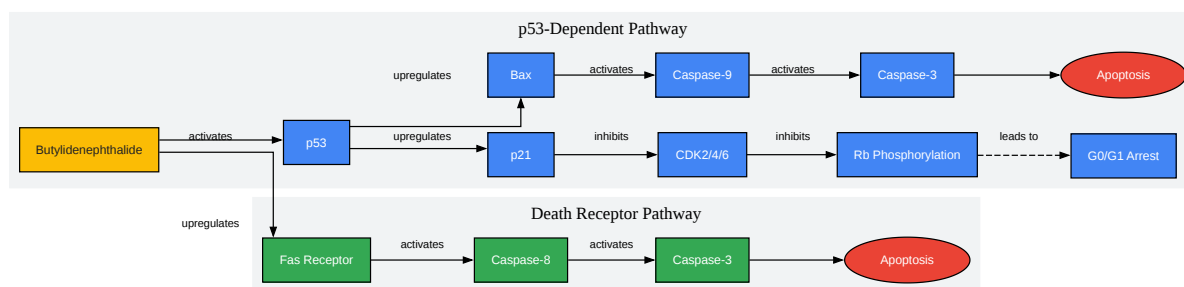 p53-Dependent Pathway
upregulates
Bax
activates
Caspase-9
activates
Caspase-3
Apoptosis
Butylidenephthalide
activates
p53
upregulates
p21
inhibits
CDK2/4/6
inhibits
Rb Phosphorylation
leads to
G0/G1 Arrest
Death Receptor Pathway
upregulates
Fas Receptor
activates
Caspase-8
activates
Caspase-3
Apoptosis